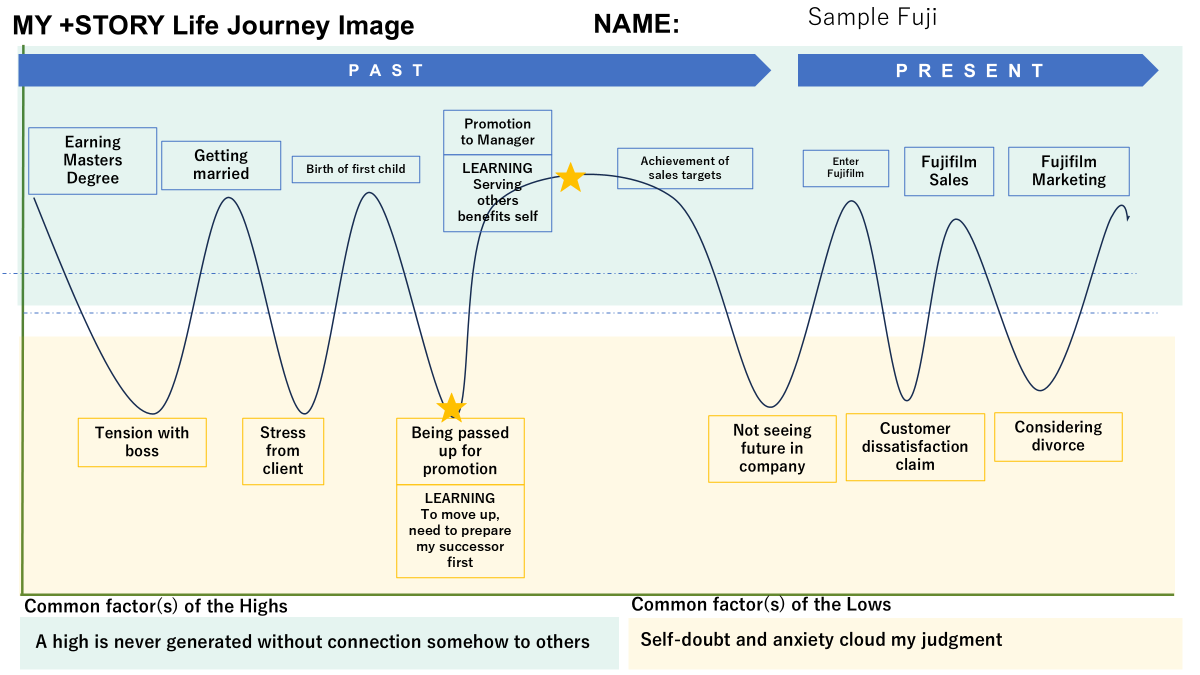 MY +STORY Life Journey Image
NAME:
Sample Fuji
PAST
PRESENT
Earning
Masters
Degree
Getting
married
Birth of first child
Promotion
to Manager
LEARNING
Serving
others
benefits self
Achievement of
sales targets
Enter
Fujifilm
Fujifilm
Sales
Fujifilm
Marketing
Tension with
boss
Stress
from
client
Being passed
up for
promotion
LEARNING
To move up,
need to prepare
my successor
first
Not seeing
future in
company
Customer
dissatisfaction
claim
Considering
divorce
Common factor(s) of the Highs
A high is never generated without connection somehow to others
Common factor(s) of the Lows
Self-doubt and anxiety cloud my judgment